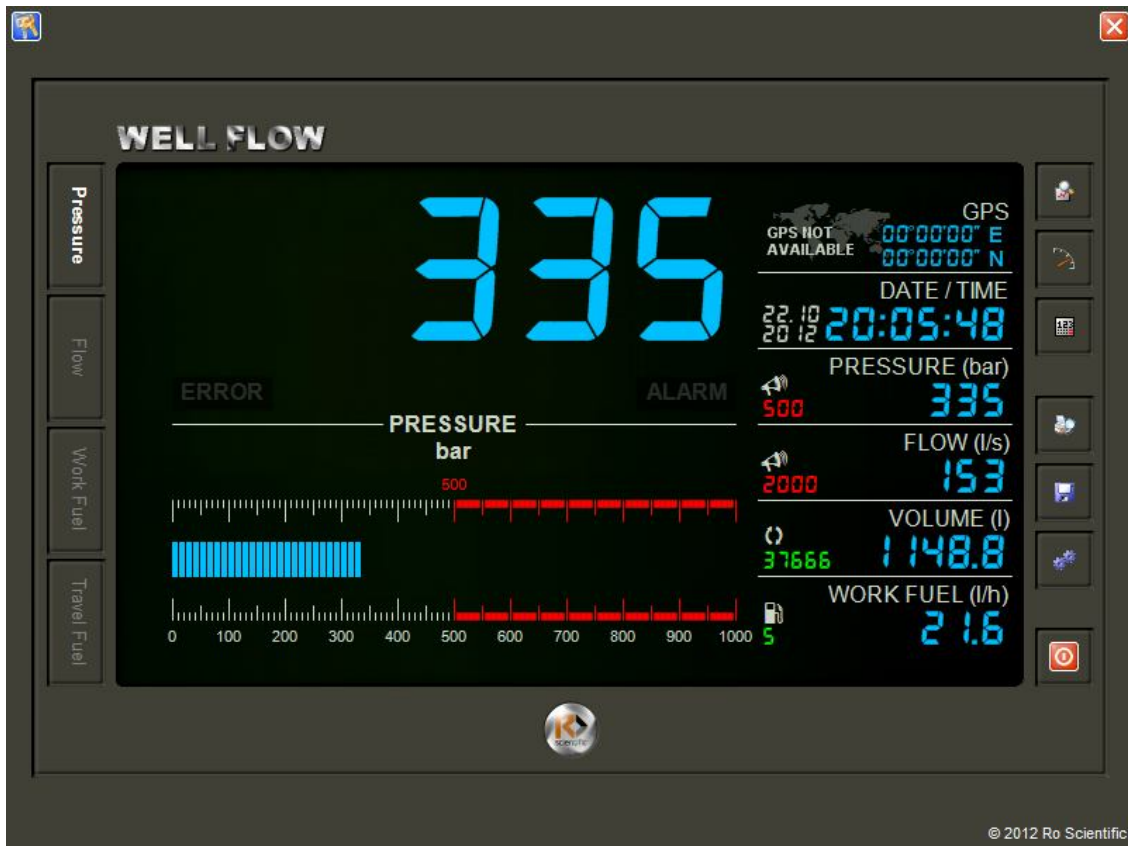 WELL FLOW
Pressure
Flow
Work Fuel
Travel Fuel
335
ERROR
ALARM
PRESSURE
bar
500
0 100 200 300 400 500 600 700 800 900 1000
GPS
GPS NOT
AVAILABLE
00°00'00" E
00°00'00" N
DATE / TIME
22.10
2012
20:05:48
PRESSURE (bar)
500
335
FLOW (l/s)
2000
153
VOLUME (l)
37666
1148.8
WORK FUEL (l/h)
5
21.6
123
R
scientific
© 2012 Ro Scientific